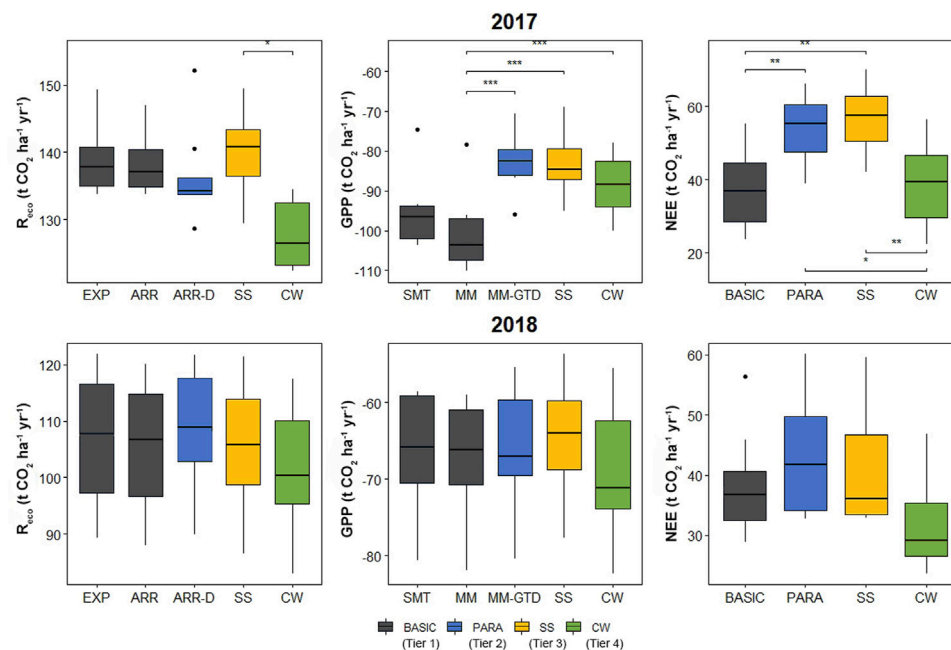 2017
R_eco (t CO₂ ha⁻¹ yr⁻¹)
150
140
130
*
EXP ARR ARR-D SS CW
GPP (t CO₂ ha⁻¹ yr⁻¹)
-60
-70
-80
-90
-100
-110
***
***
***
SMT MM MM-GTD SS CW
NEE (t CO₂ ha⁻¹ yr⁻¹)
60
40
20
**
**
**
*
BASIC PARA SS CW
2018
R_eco (t CO₂ ha⁻¹ yr⁻¹)
120
110
100
90
EXP ARR ARR-D SS CW
GPP (t CO₂ ha⁻¹ yr⁻¹)
-60
-70
-80
SMT MM MM-GTD SS CW
NEE (t CO₂ ha⁻¹ yr⁻¹)
60
50
40
30
BASIC PARA SS CW
BASIC PARA SS CW
(Tier 1) (Tier 2) (Tier 3) (Tier 4)